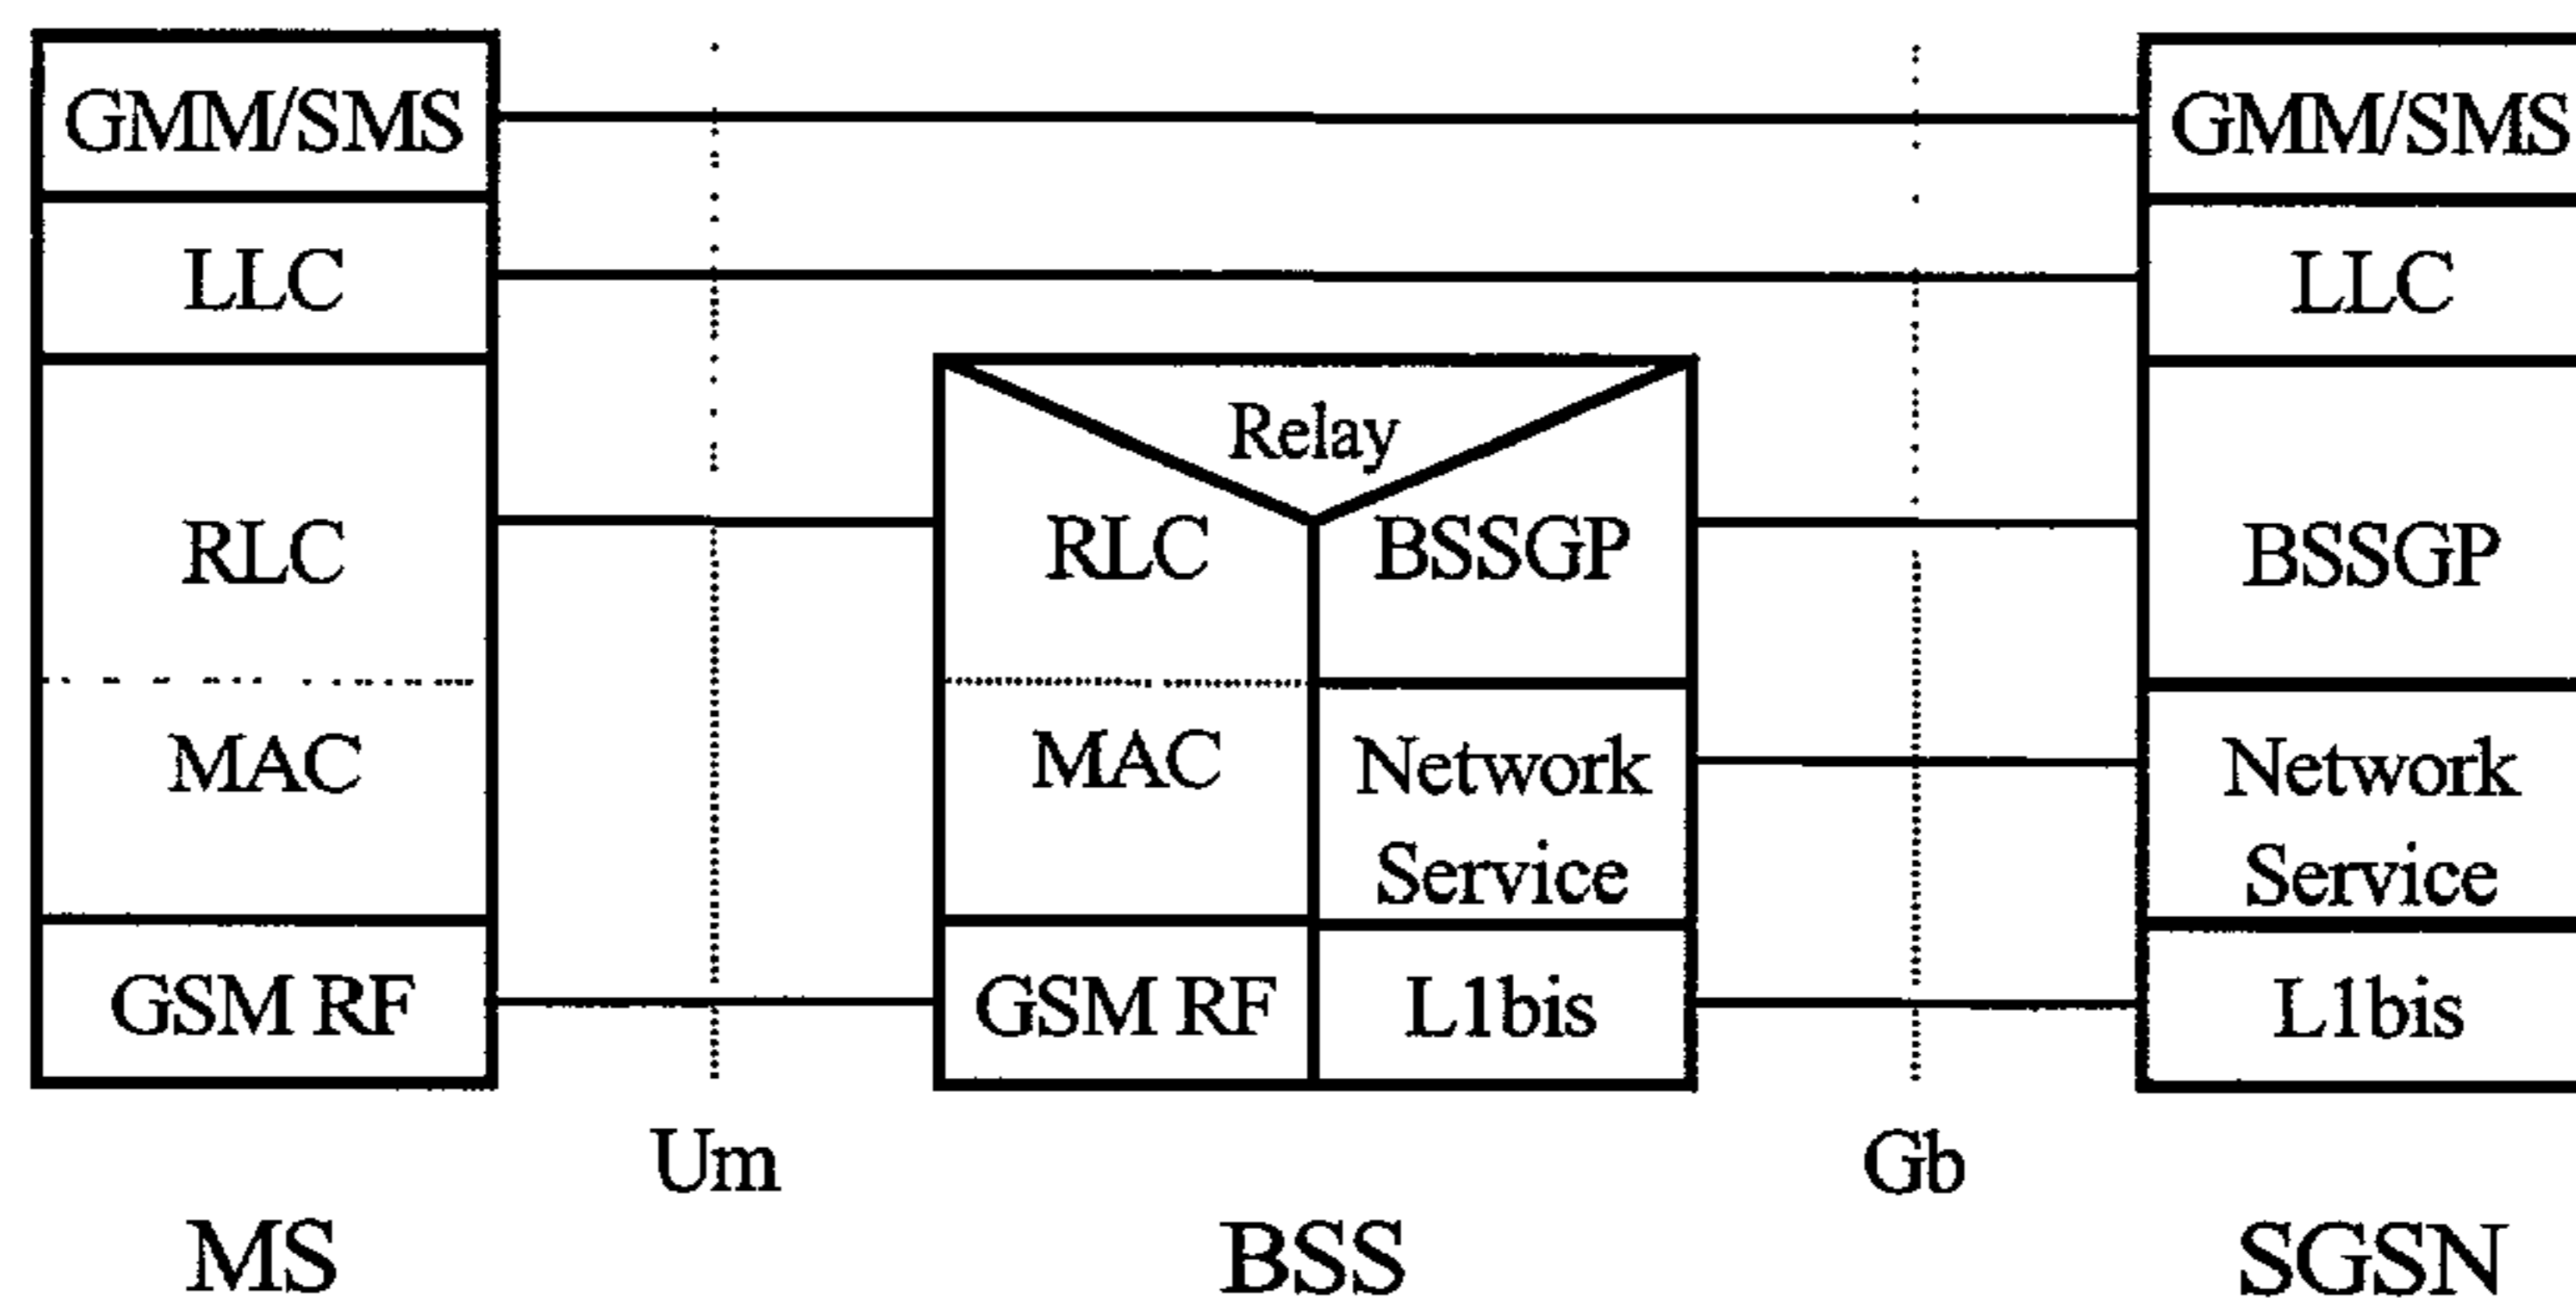 GMM/SMS
LLC
RLC
MAC
GSM RF
Um
MS
Relay
RLC
BSSGP
MAC
Network
Service
GSM RF
L1bis
BSS
Gb
GMM/SMS
LLC
BSSGP
Network
Service
L1bis
SGSN